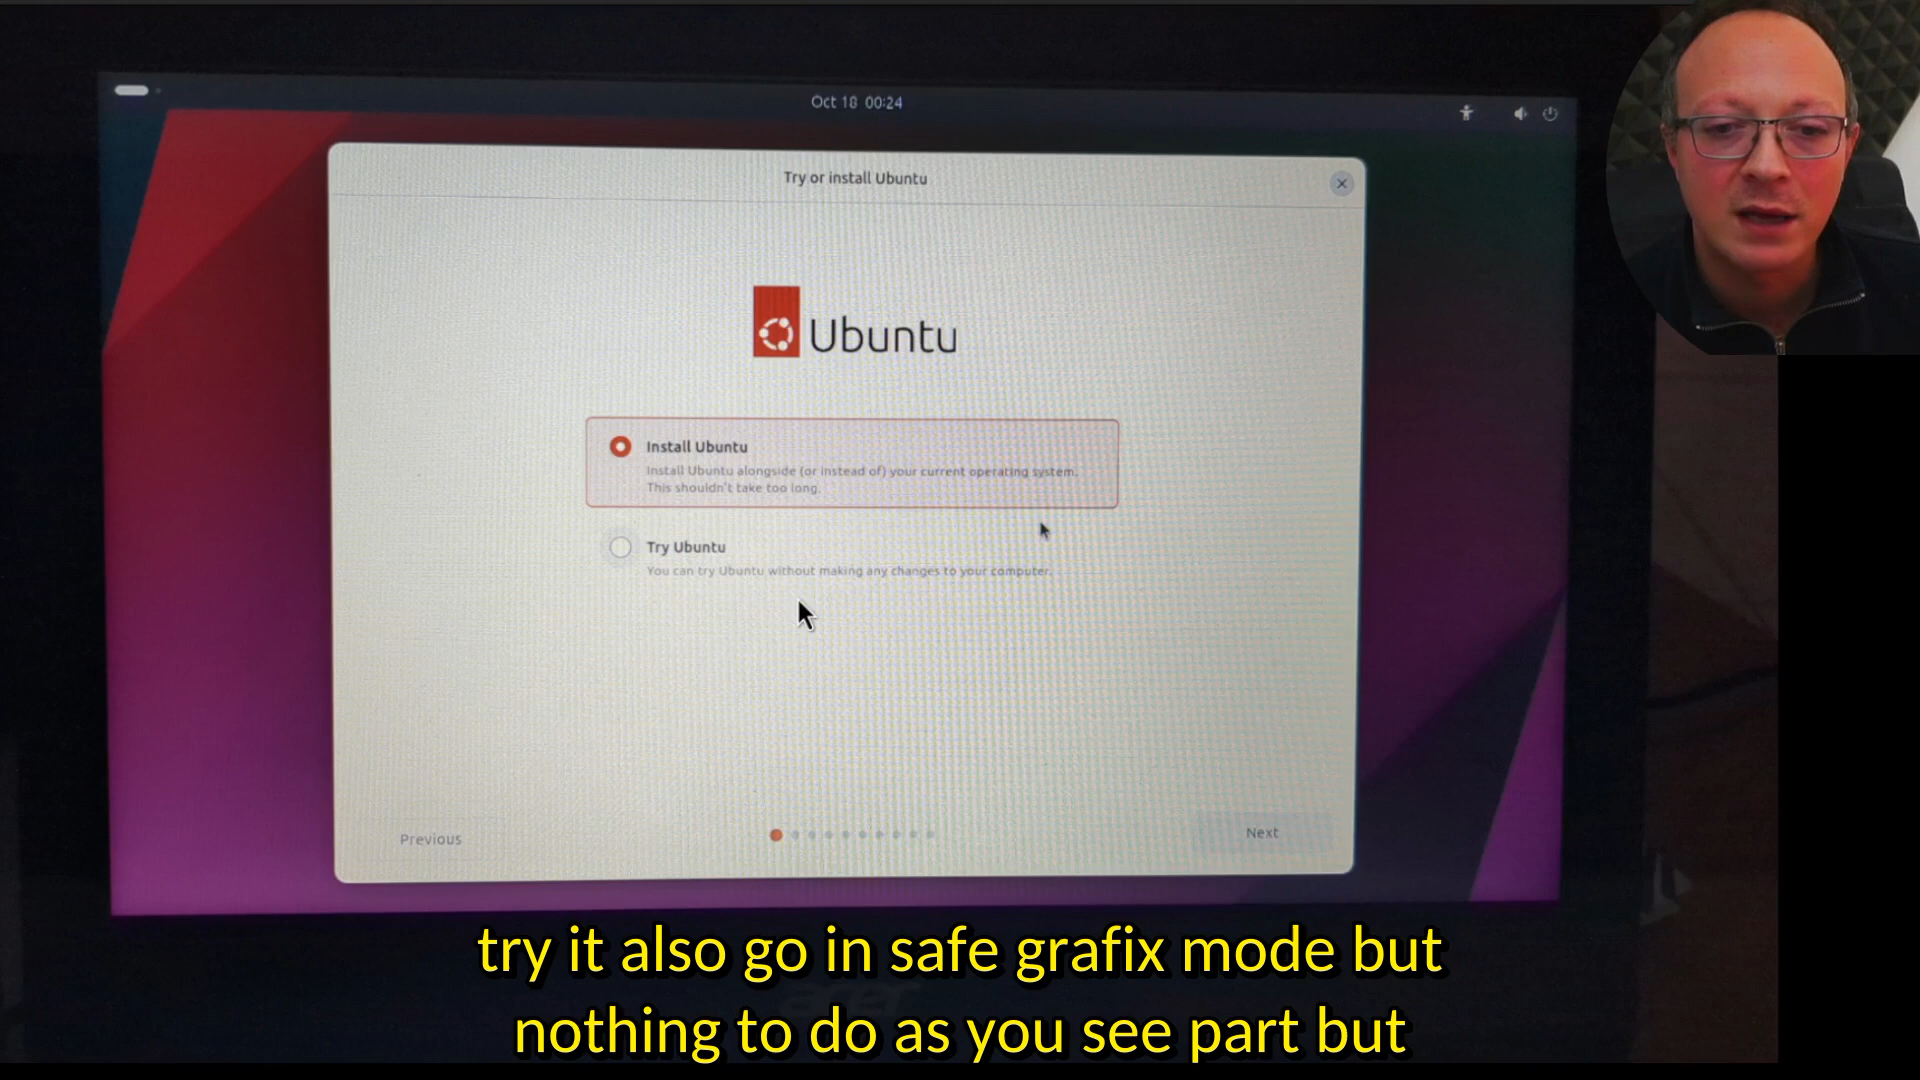 Oct 18 00:24
Try or install Ubuntu
Ubuntu
Install Ubuntu
Install Ubuntu alongside (or instead of) your current operating system.
This shouldn't take too long.
Try Ubuntu
You can try Ubuntu without making any changes to your computer.
Previous
Next
acer
try it also go in safe grafix mode but
nothing to do as you see part but